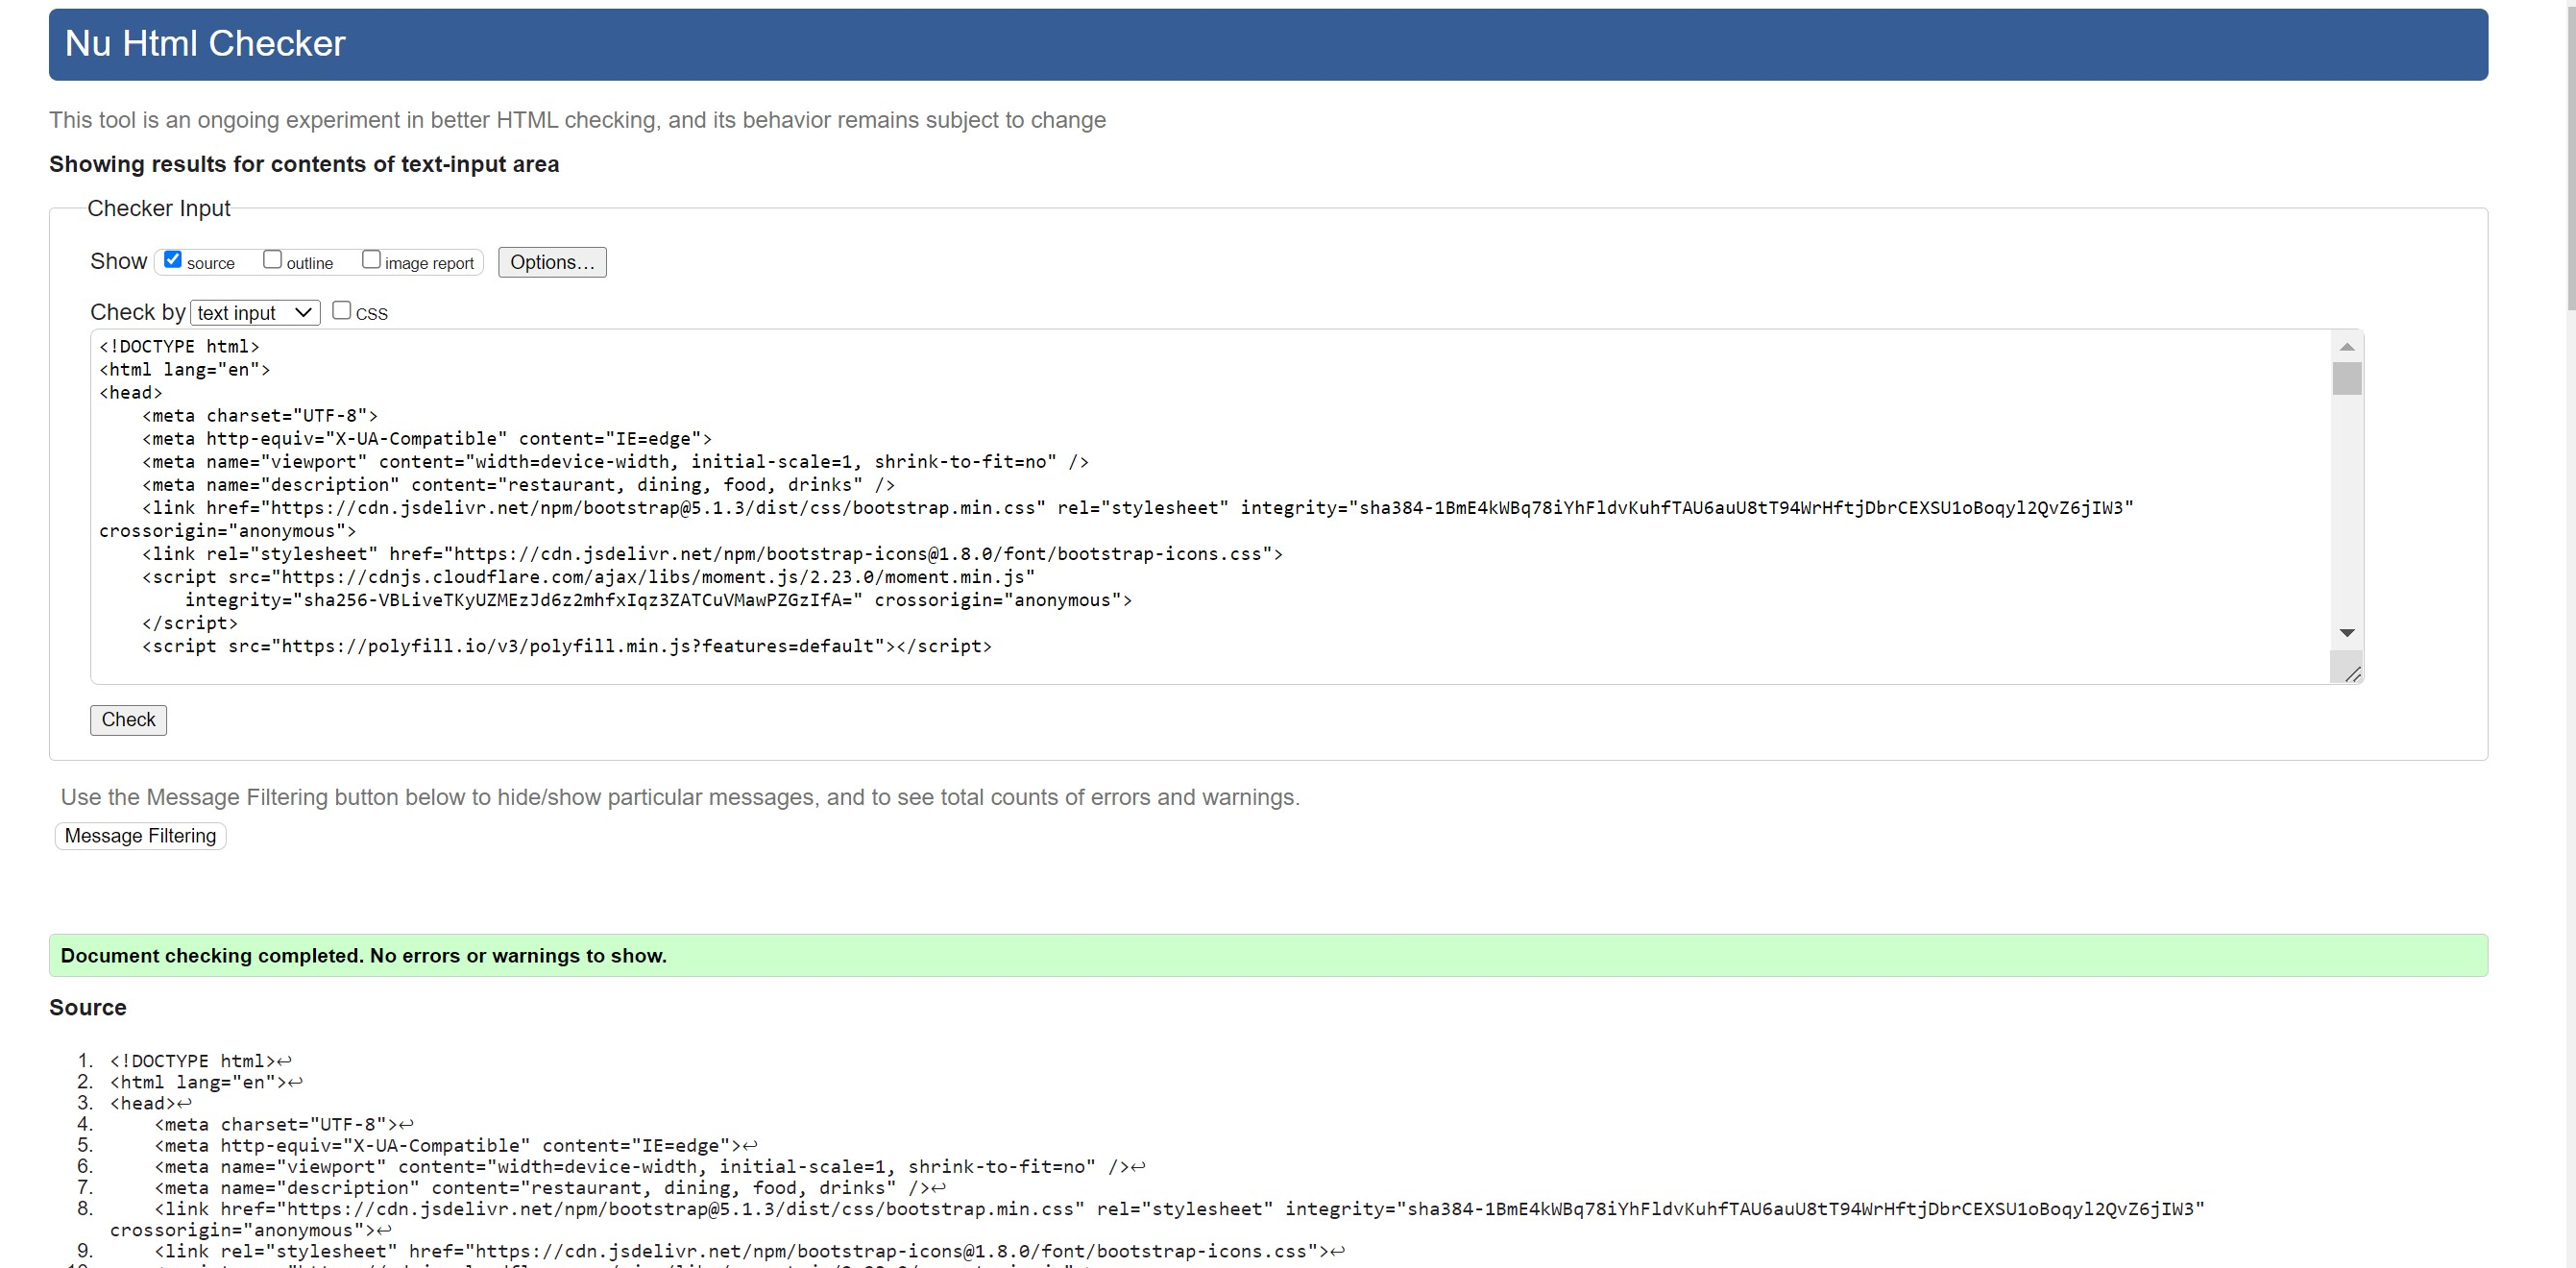 Nu Html Checker
This tool is an ongoing experiment in better HTML checking, and its behavior remains subject to change
Showing results for contents of text-input area
Checker Input
Show source outline image report Options...
Check by text input CSS
<!DOCTYPE html>
<html lang="en">
<head>
    <meta charset="UTF-8">
    <meta http-equiv="X-UA-Compatible" content="IE=edge">
    <meta name="viewport" content="width=device-width, initial-scale=1, shrink-to-fit=no" />
    <meta name="description" content="restaurant, dining, food, drinks" />
    <link href="https://cdn.jsdelivr.net/npm/bootstrap@5.1.3/dist/css/bootstrap.min.css" rel="stylesheet" integrity="sha384-1BmE4kWBq78iYhFldvKuhfTAU6auU8tT94WrHftjDbrCEXSU1oBoqyl2QvZ6jIW3"
crossorigin="anonymous">
    <link rel="stylesheet" href="https://cdn.jsdelivr.net/npm/bootstrap-icons@1.8.0/font/bootstrap-icons.css">
    <script src="https://cdnjs.cloudflare.com/ajax/libs/moment.js/2.23.0/moment.min.js"
        integrity="sha256-VBLiveTKyUZMEzJd6z2mhfxIqz3ZATCuVMawPZGzIfA=" crossorigin="anonymous">
    </script>
    <script src="https://polyfill.io/v3/polyfill.min.js?features=default"></script>
Check
Use the Message Filtering button below to hide/show particular messages, and to see total counts of errors and warnings.
Message Filtering
Document checking completed. No errors or warnings to show.
Source
1. <!DOCTYPE html>↩
2. <html lang="en">↩
3. <head>↩
4.     <meta charset="UTF-8">↩
5.     <meta http-equiv="X-UA-Compatible" content="IE=edge">↩
6.     <meta name="viewport" content="width=device-width, initial-scale=1, shrink-to-fit=no" />↩
7.     <meta name="description" content="restaurant, dining, food, drinks" />↩
8.     <link href="https://cdn.jsdelivr.net/npm/bootstrap@5.1.3/dist/css/bootstrap.min.css" rel="stylesheet" integrity="sha384-1BmE4kWBq78iYhFldvKuhfTAU6auU8tT94WrHftjDbrCEXSU1oBoqyl2QvZ6jIW3"
crossorigin="anonymous">↩
9.     <link rel="stylesheet" href="https://cdn.jsdelivr.net/npm/bootstrap-icons@1.8.0/font/bootstrap-icons.css">↩